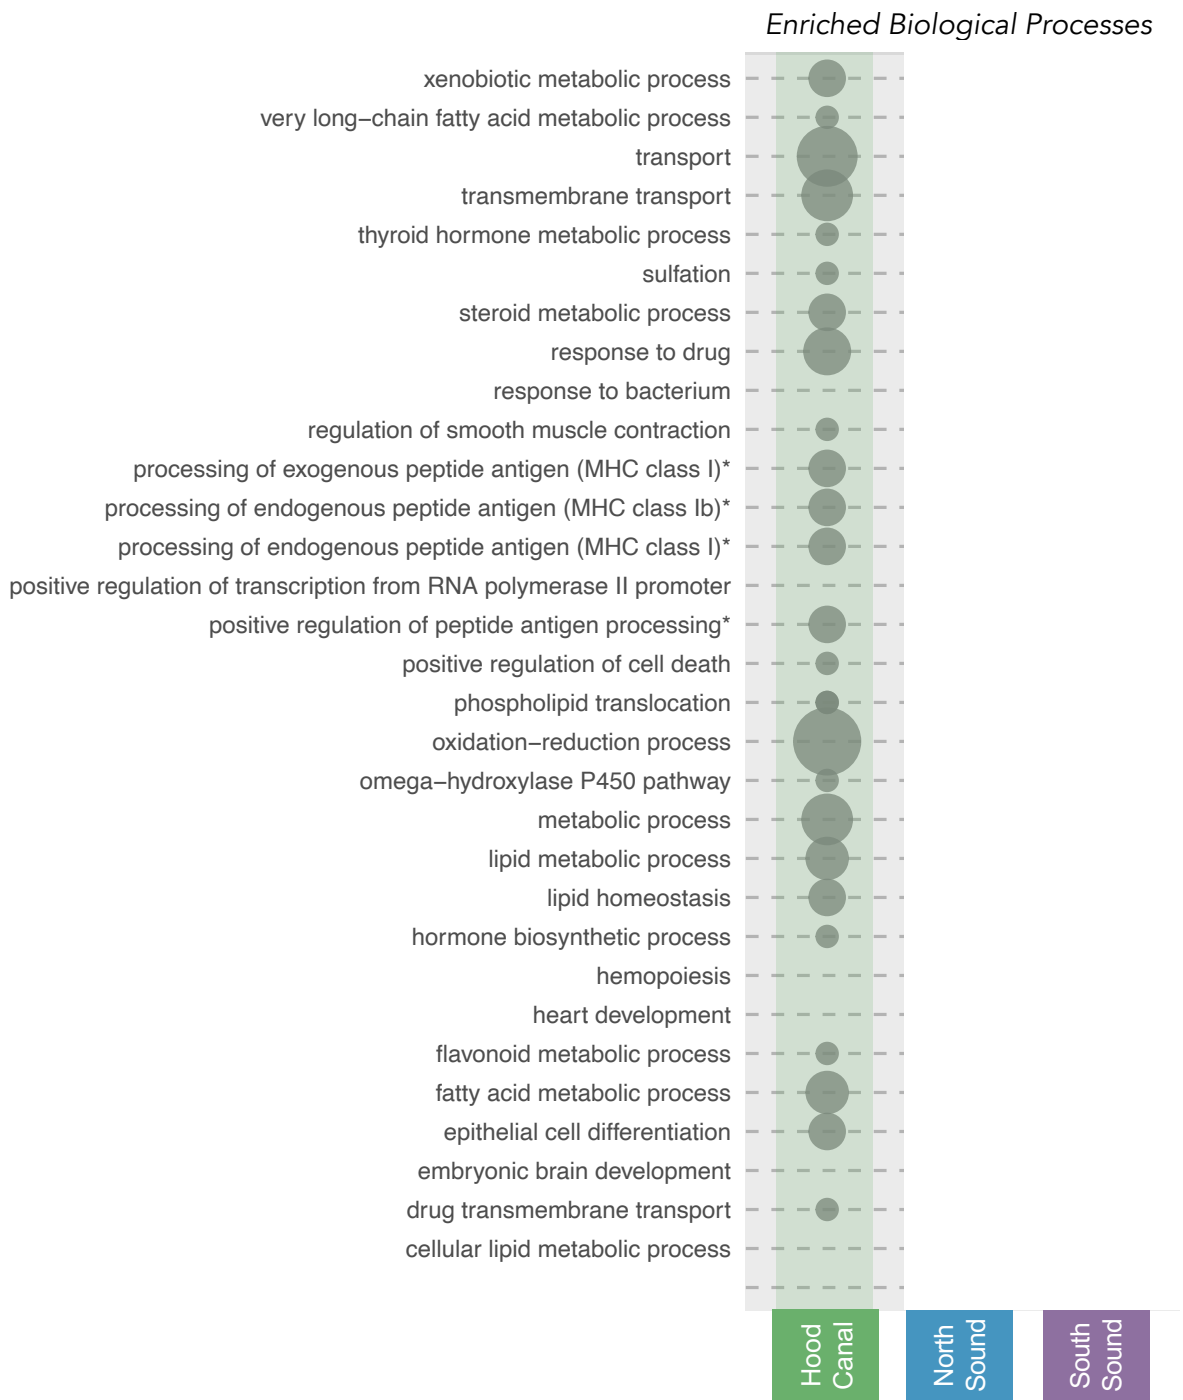 Enriched Biological Processes
xenobiotic metabolic process
very long−chain fatty acid metabolic process
transport
transmembrane transport
thyroid hormone metabolic process
sulfation
steroid metabolic process
response to drug
response to bacterium
regulation of smooth muscle contraction
processing of exogenous peptide antigen (MHC class I)*
processing of endogenous peptide antigen (MHC class Ib)*
processing of endogenous peptide antigen (MHC class I)*
positive regulation of transcription from RNA polymerase II promoter
positive regulation of peptide antigen processing*
positive regulation of cell death
phospholipid translocation
oxidation−reduction process
omega−hydroxylase P450 pathway
metabolic process
lipid metabolic process
lipid homeostasis
hormone biosynthetic process
hemopoiesis
heart development
flavonoid metabolic process
fatty acid metabolic process
epithelial cell differentiation
embryonic brain development
drug transmembrane transport
cellular lipid metabolic process
Hood
Canal
North
Sound
South
Sound